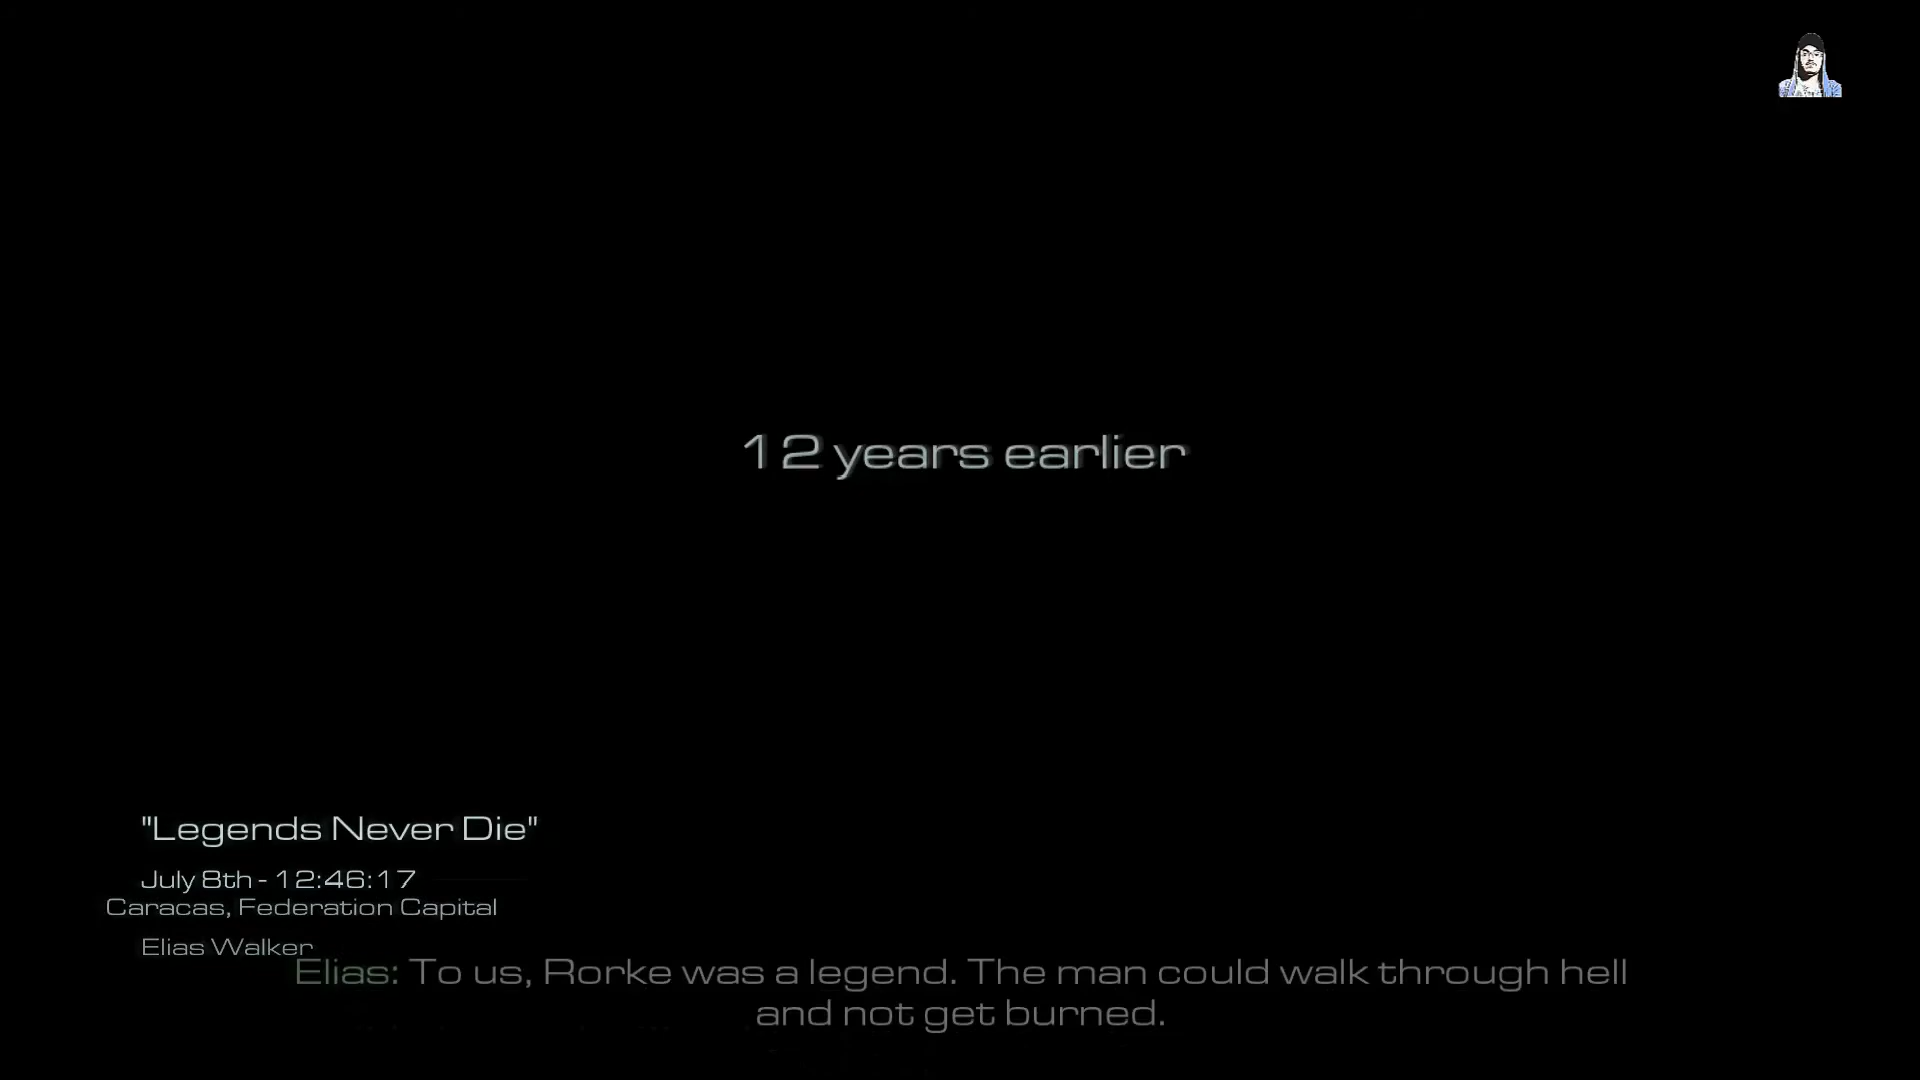 12 years earlier
"Legends Never Die"
July 8th - 12:46:17
Caracas, Federation Capital
Elias Walker
Elias: To us, Rorke was a legend. The man could walk through hell
and not get burned.